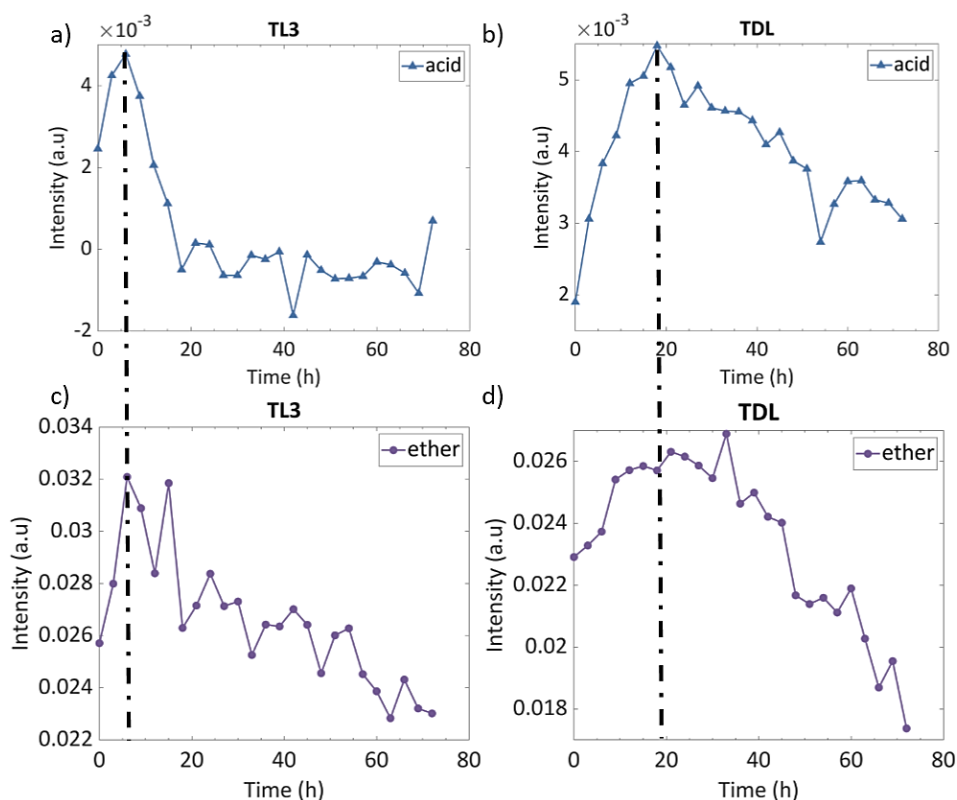 a)
×10⁻³
TL3
acid
4
2
0
-2
Intensity (a.u)
0
20
40
60
80
Time (h)
b)
×10⁻³
TDL
acid
5
4
3
2
Intensity (a.u)
0
20
40
60
80
Time (h)
c)
TL3
ether
0.034
0.032
0.03
0.028
0.026
0.024
0.022
Intensity (a.u)
0
20
40
60
80
Time (h)
d)
TDL
ether
0.026
0.024
0.022
0.02
0.018
Intensity (a.u)
0
20
40
60
80
Time (h)